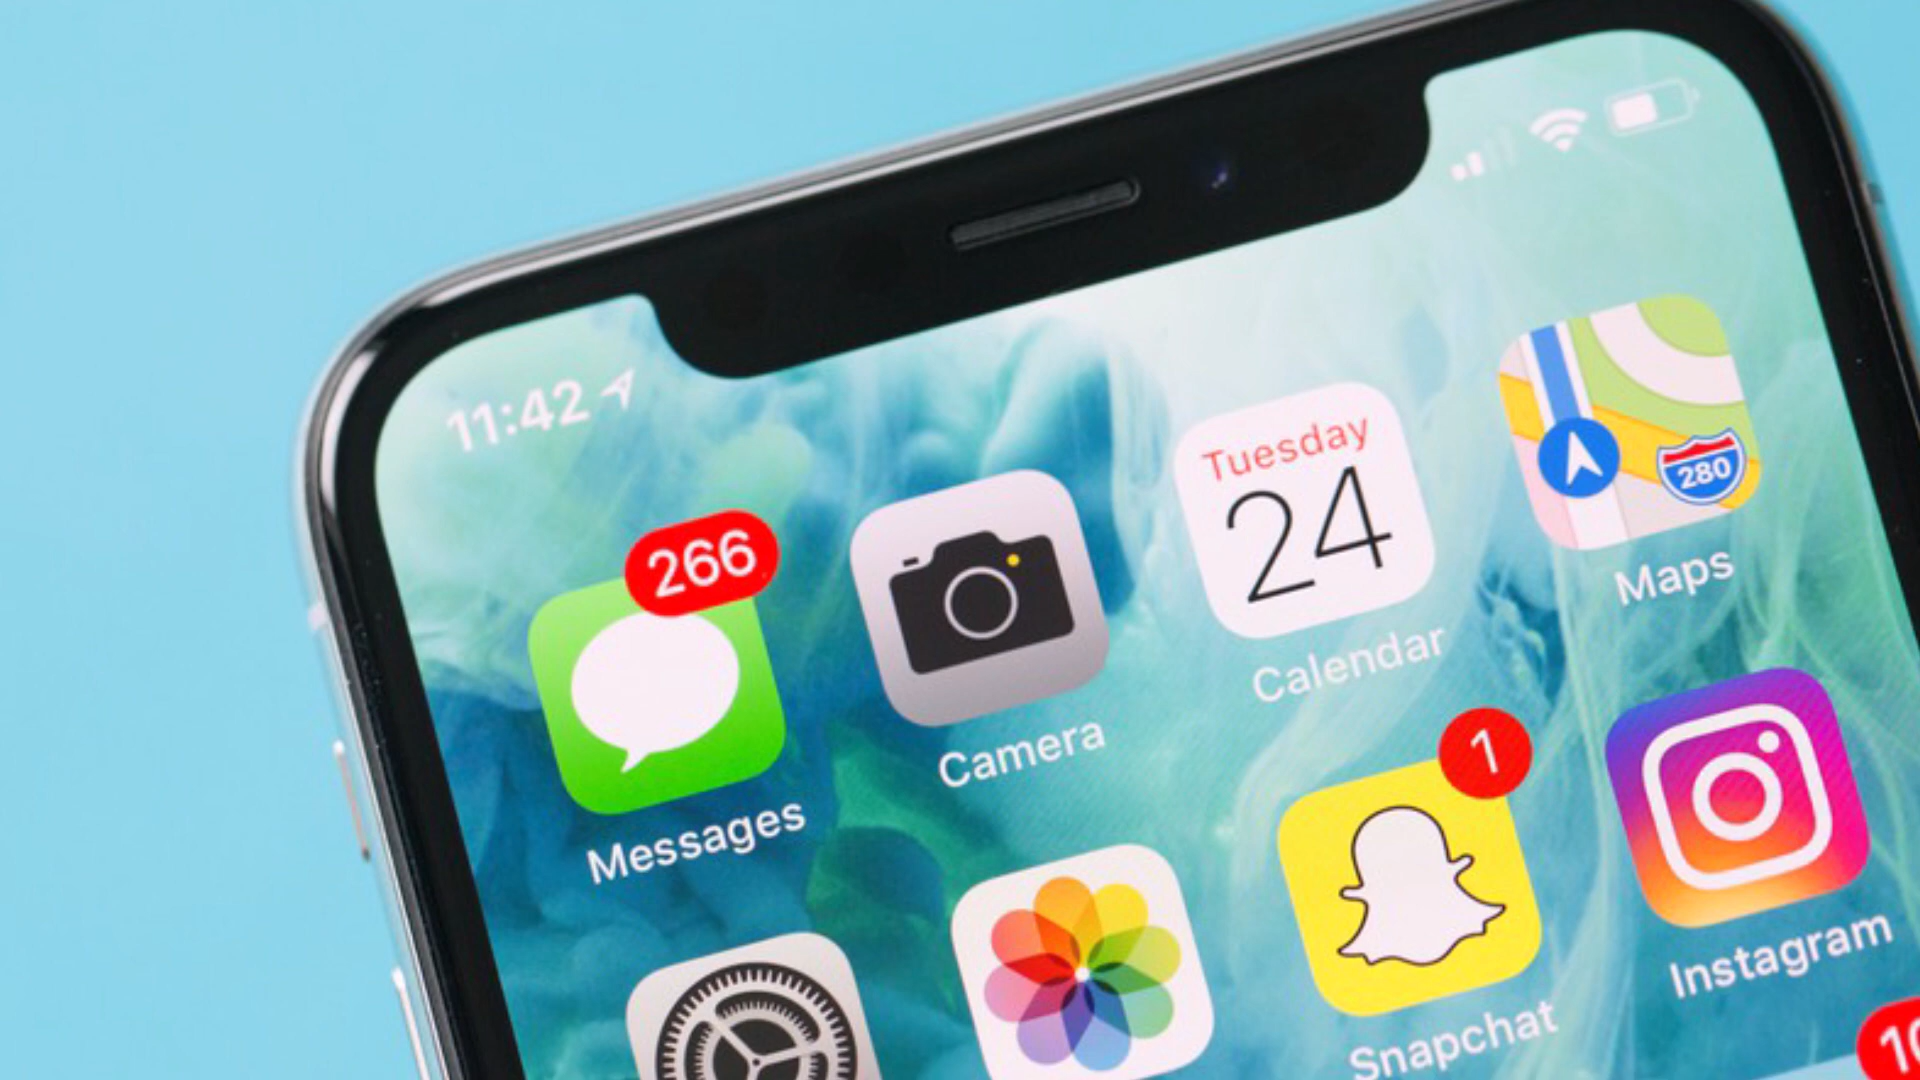 11:42
266
Messages
Camera
Tuesday
24
Calendar
280
Maps
1
Snapchat
Instagram